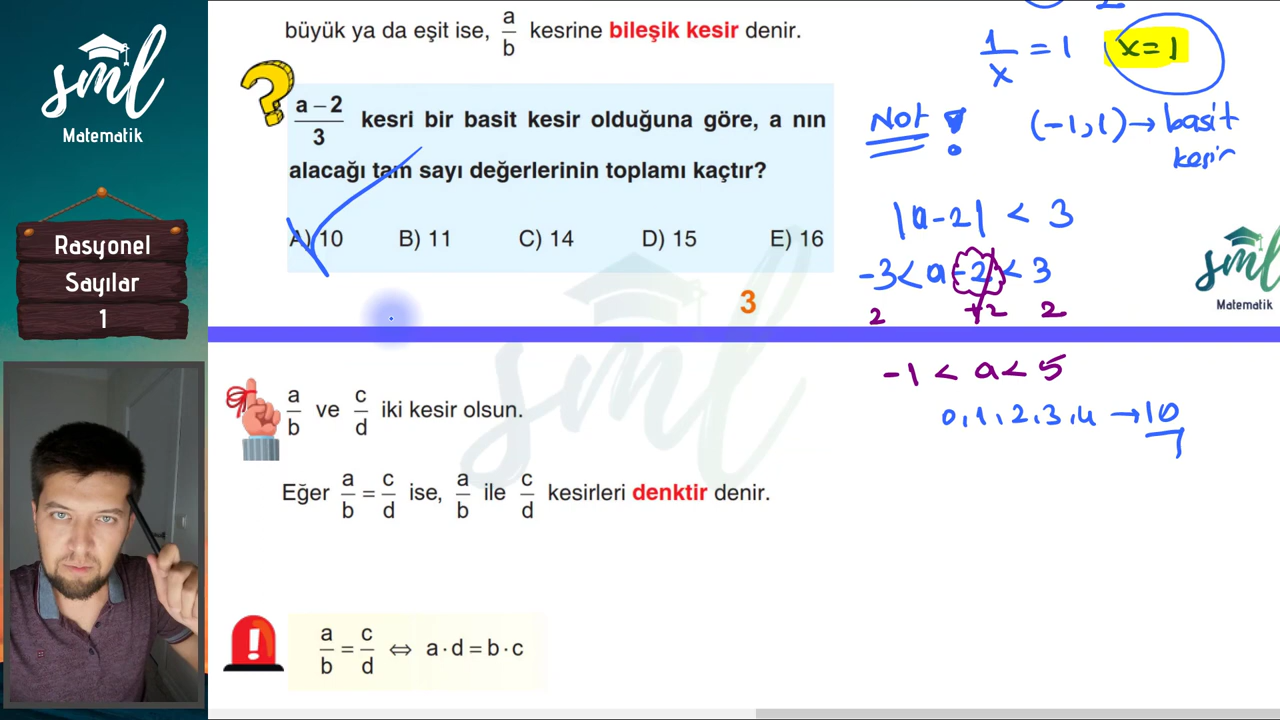 sml
Matematik
Rasyonel
Sayılar
1
büyük ya da eşit ise, a/b kesrine bileşik kesir denir.
(a – 2)/3 kesri bir basit kesir olduğuna göre, a nın
alacağı tam sayı değerlerinin toplamı kaçtır?
A) 10 B) 11 C) 14 D) 15 E) 16
3
a/b ve c/d iki kesir olsun.
Eğer a/b = c/d ise, a/b ile c/d kesirleri denktir denir.
a/b = c/d ⇔ a·d = b·c
1/x = 1 x=1
NOT ! (-1,1) → basit
kesir
|a-2| < 3
-3 < a -2 < 3
2 +2 2
-1 < a < 5
0,1,2,3,4 → 10
sml
Matematik
sml